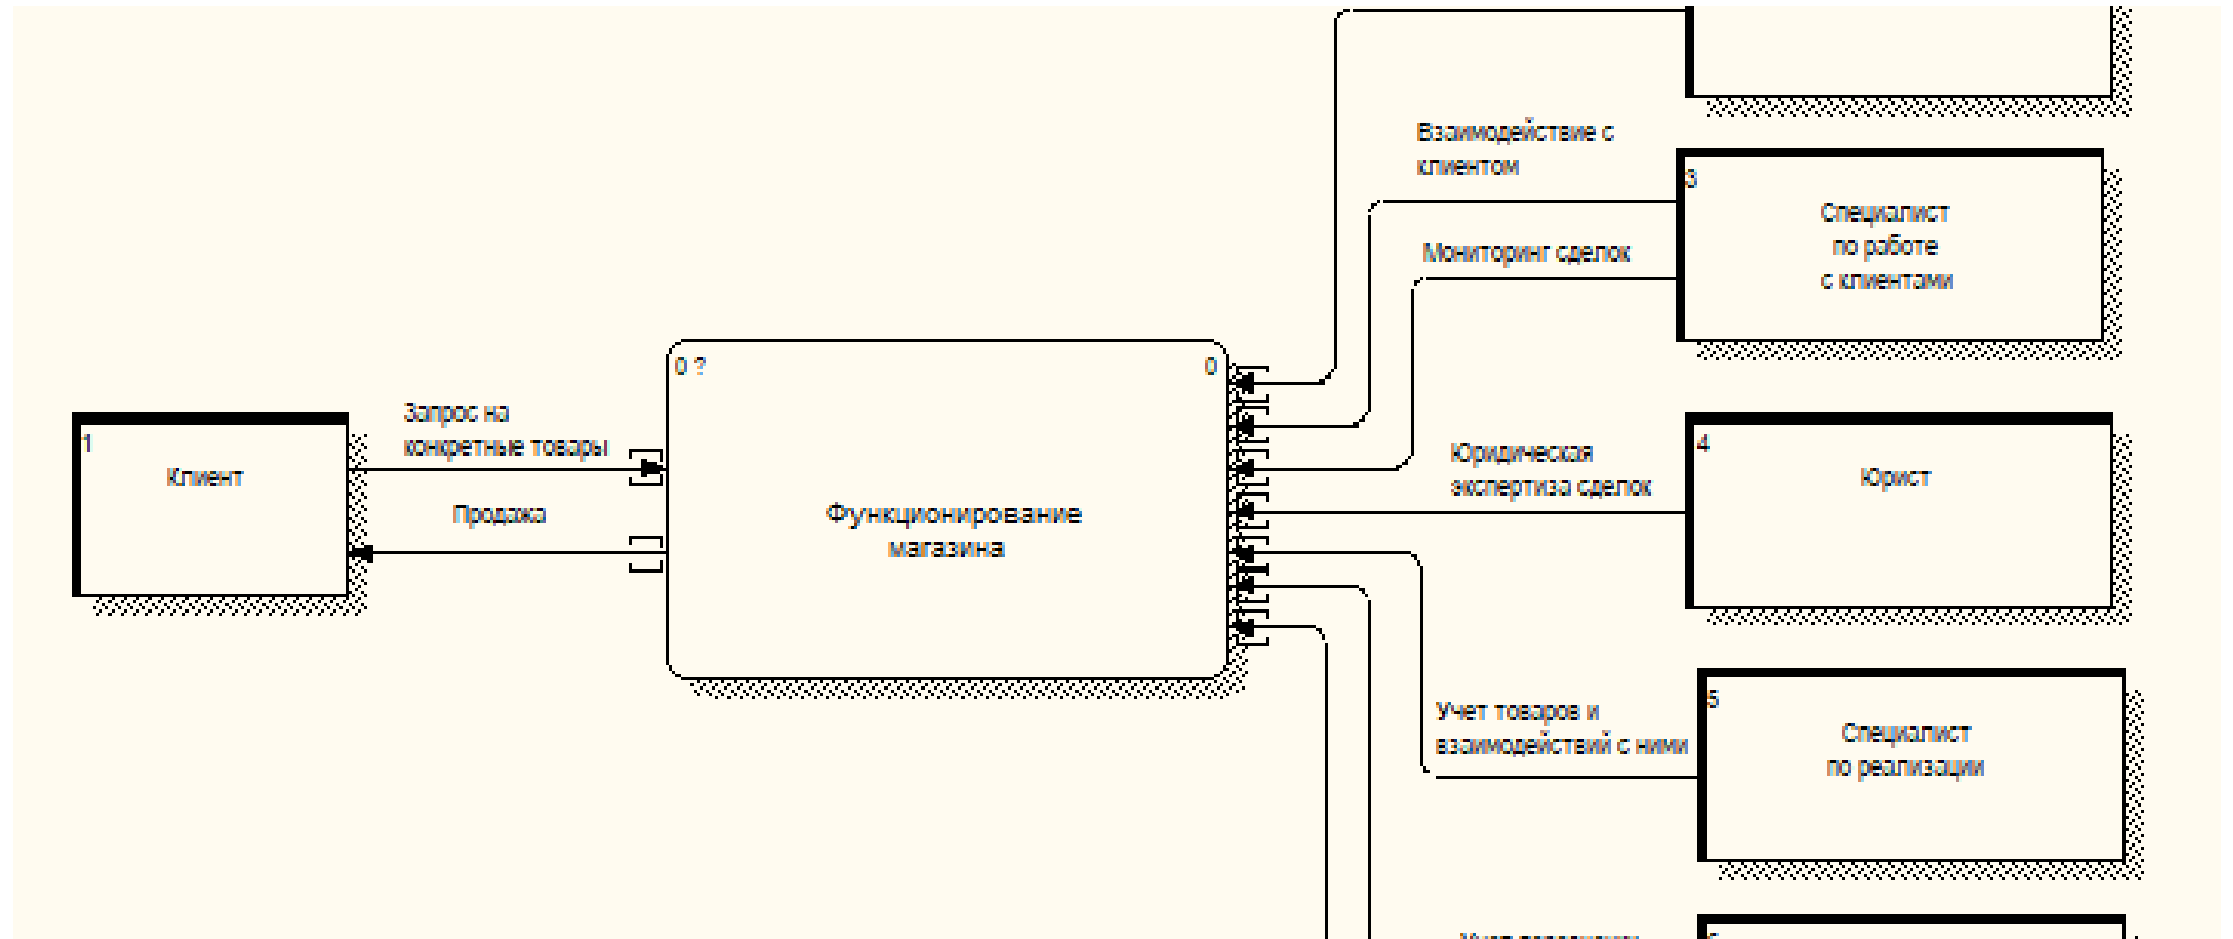 Взаимодействие с
клиентом
3
Специалист
по работе
с клиентами
Мониторинг сделок
0 ?
0
Запрос на
конкретные товары
1
Клиент
Продажа
Функционирование
магазина
Юридическая
экспертиза сделок
4
Юрист
5
Специалист
по реализации
Учет товаров и
взаимодействий с ними